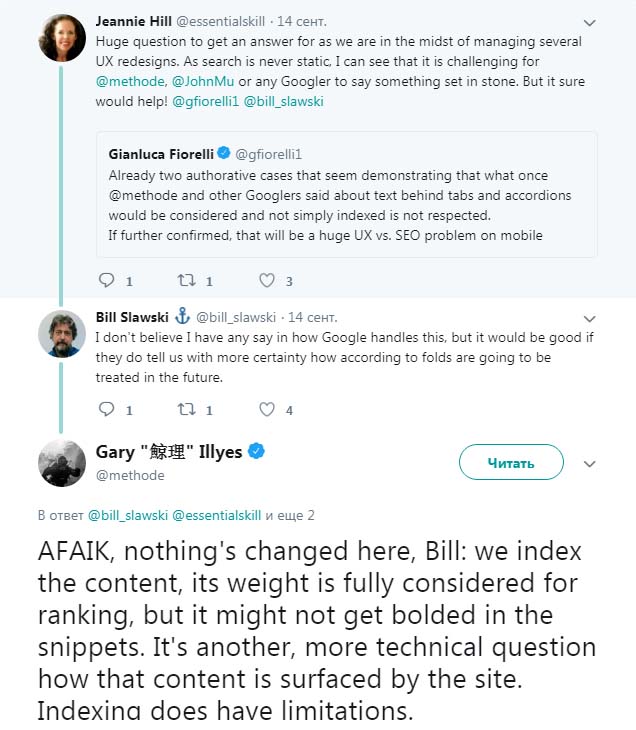 Jeannie Hill @essentialskill · 14 сент.
Huge question to get an answer for as we are in the midst of managing several
UX redesigns. As search is never static, I can see that it is challenging for
@methode, @JohnMu or any Googler to say something set in stone. But it sure
would help! @gfiorelli1 @bill_slawski
Gianluca Fiorelli @gfiorelli1
Already two authorative cases that seem demonstrating that what once
@methode and other Googlers said about text behind tabs and accordions
would be considered and not simply indexed is not respected.
If further confirmed, that will be a huge UX vs. SEO problem on mobile
1 1 3
Bill Slawski ⚓ @bill_slawski · 14 сент.
I don't believe I have any say in how Google handles this, but it would be good if
they do tell us with more certainty how according to folds are going to be
treated in the future.
1 1 4
Gary "鯨理" Illyes
@methode
Читать
В ответ @bill_slawski @essentialskill и еще 2
AFAIK, nothing's changed here, Bill: we index
the content, its weight is fully considered for
ranking, but it might not get bolded in the
snippets. It's another, more technical question
how that content is surfaced by the site.
Indexing does have limitations.